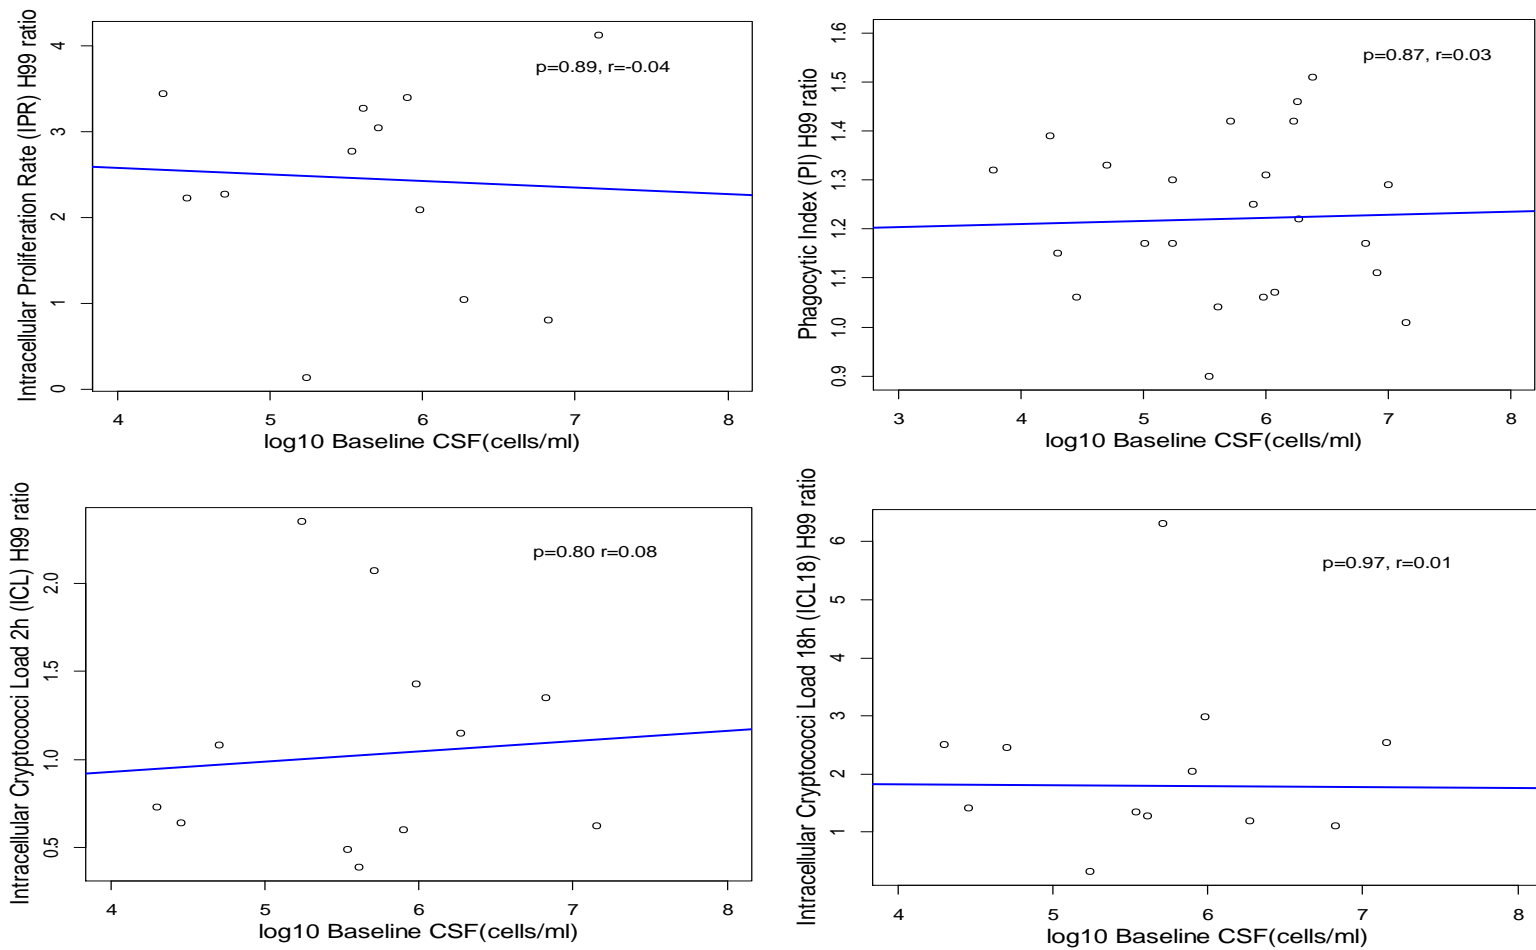 Intracellular Proliferation Rate (IPR) H99 ratio
4
3
2
1
0
p=0.89, r=-0.04
4 5 6 7 8
log10 Baseline CSF(cells/ml)
Phagocytic Index (PI) H99 ratio
1.6
1.5
1.4
1.3
1.2
1.1
1.0
0.9
p=0.87, r=0.03
3 4 5 6 7 8
log10 Baseline CSF(cells/ml)
Intracellular Cryptococci Load 2h (ICL) H99 ratio
2.0
1.5
1.0
0.5
p=0.80 r=0.08
4 5 6 7 8
log10 Baseline CSF(cells/ml)
Intracellular Cryptococci Load 18h (ICL18) H99 ratio
6
5
4
3
2
1
p=0.97, r=0.01
4 5 6 7 8
log10 Baseline CSF(cells/ml)